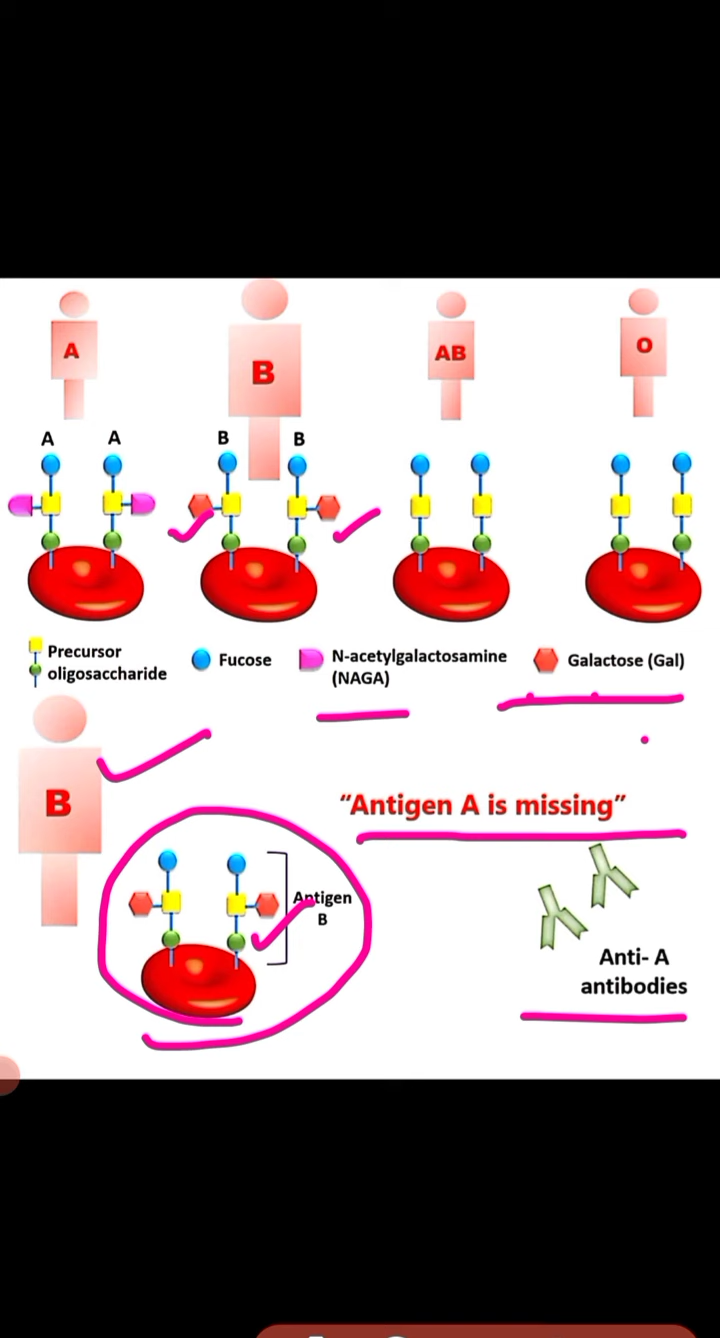 A
B
AB
O
A
A
B
B
Precursor
oligosaccharide
Fucose
N-acetylgalactosamine
(NAGA)
Galactose (Gal)
B
“Antigen A is missing”
Antigen
B
Anti- A
antibodies